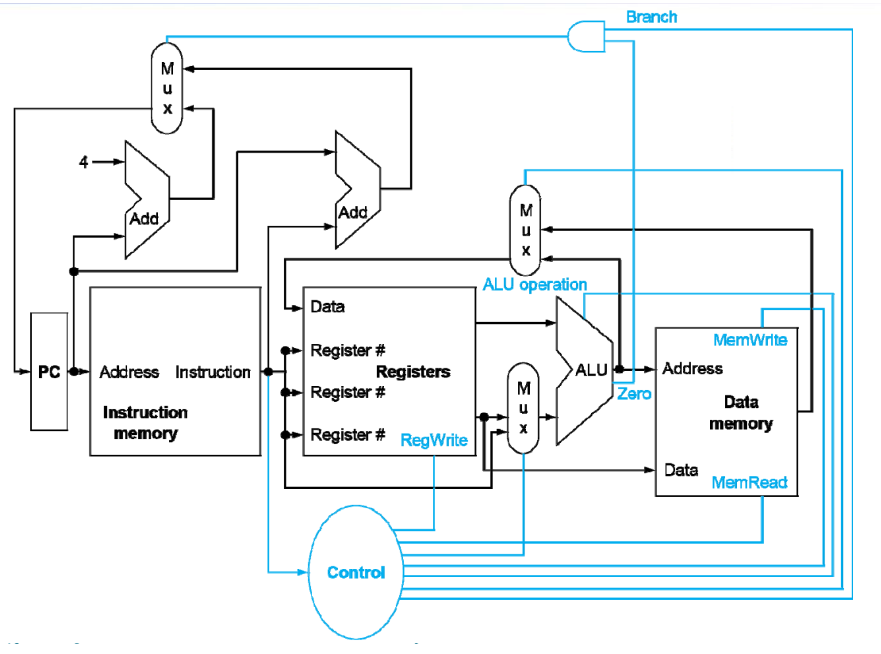 Branch
M
u
x
4
Add
Add
M
u
x
ALU operation
Data
PC
Address
Instruction
Instruction
memory
Register #
Register #
Register #
Registers
RegWrite
M
u
x
ALU
Zero
MemWrite
Address
Data
memory
Data
MemRead
Control